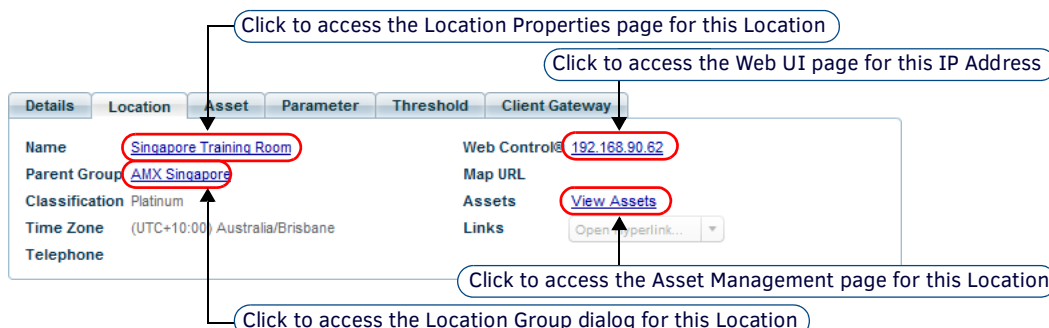 Click to access the Location Properties page for this Location
Click to access the Web UI page for this IP Address
Details Location Asset Parameter Threshold Client Gateway
Name Singapore Training Room Web Control® 192.168.90.62
Parent Group AMX Singapore Map URL
Classification Platinum Assets View Assets
Time Zone (UTC+10:00) Australia/Brisbane Links Open Hyperlink...
Telephone
Click to access the Asset Management page for this Location
Click to access the Location Group dialog for this Location